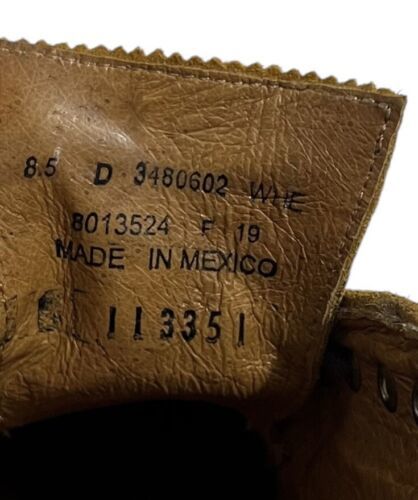 8.5 D 3480602 WHE
8013524 F 19
MADE IN MEXICO
113351